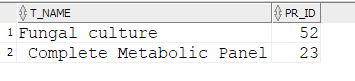 T_NAME PR_ID
1 Fungal culture 52
2 Complete Metabolic Panel 23